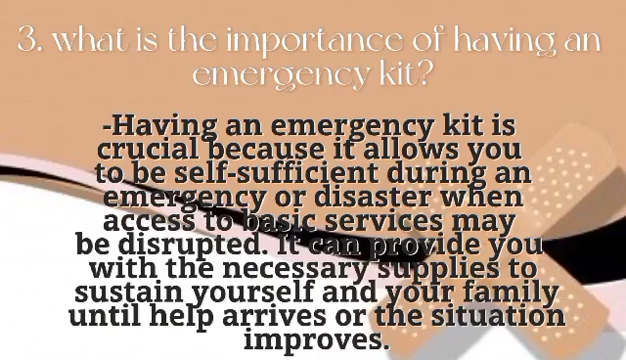 3. what is the importance of having an
emergency kit?
-Having an emergency kit is
crucial because it allows you
to be self-sufficient during an
emergency or disaster when
access to basic services may
be disrupted. It can provide you
with the necessary supplies to
sustain yourself and your family
until help arrives or the situation
improves.